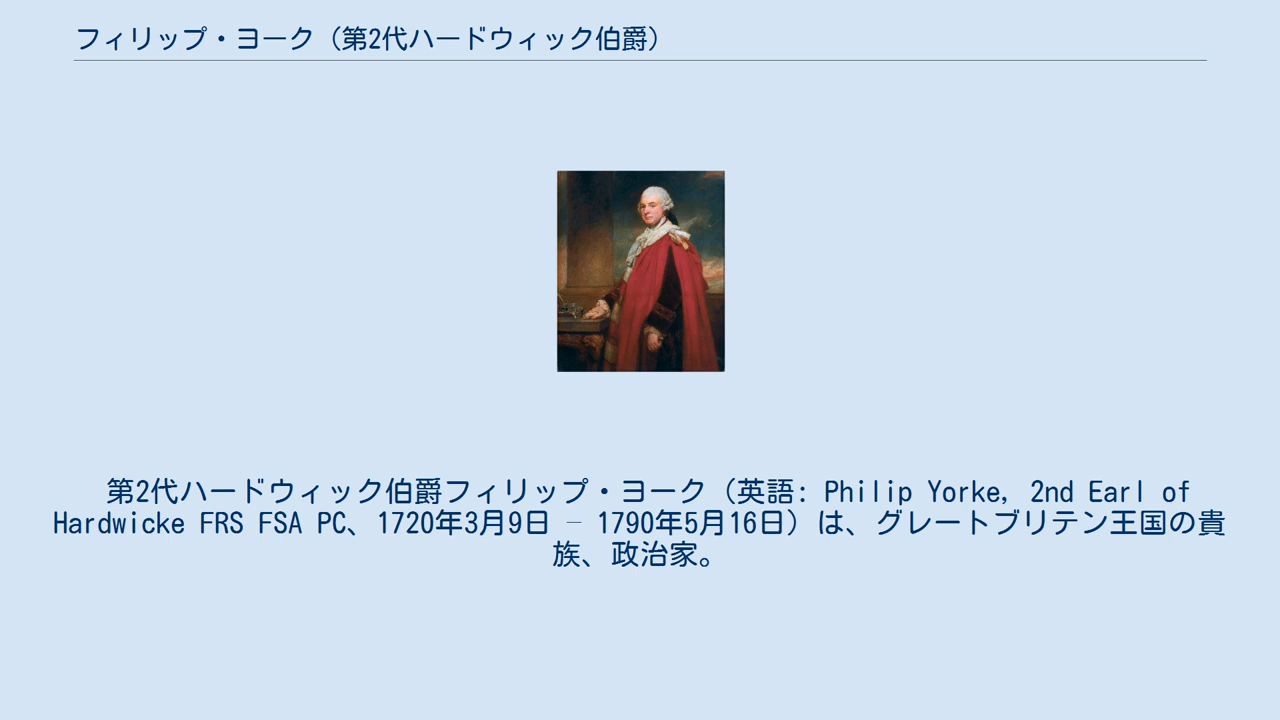 フィリップ・ヨーク（第2代ハードウィック伯爵）
第2代ハードウィック伯爵フィリップ・ヨーク（英語: Philip Yorke, 2nd Earl of
Hardwicke FRS FSA PC、1720年3月9日 – 1790年5月16日）は、グレートブリテン王国の貴
族、政治家。